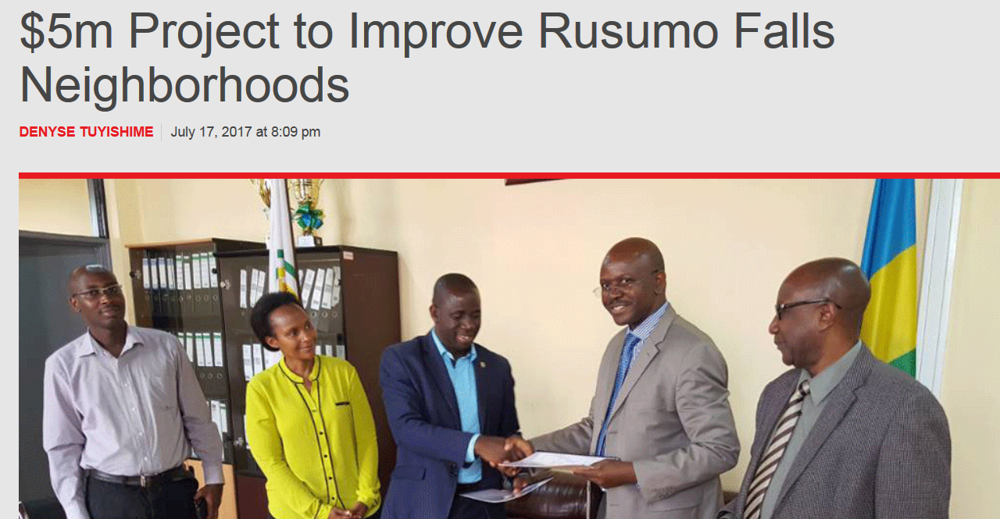 $5m Project to Improve Rusumo Falls
Neighborhoods
DENYSE TUYISHIME
July 17, 2017 at 8:09 pm